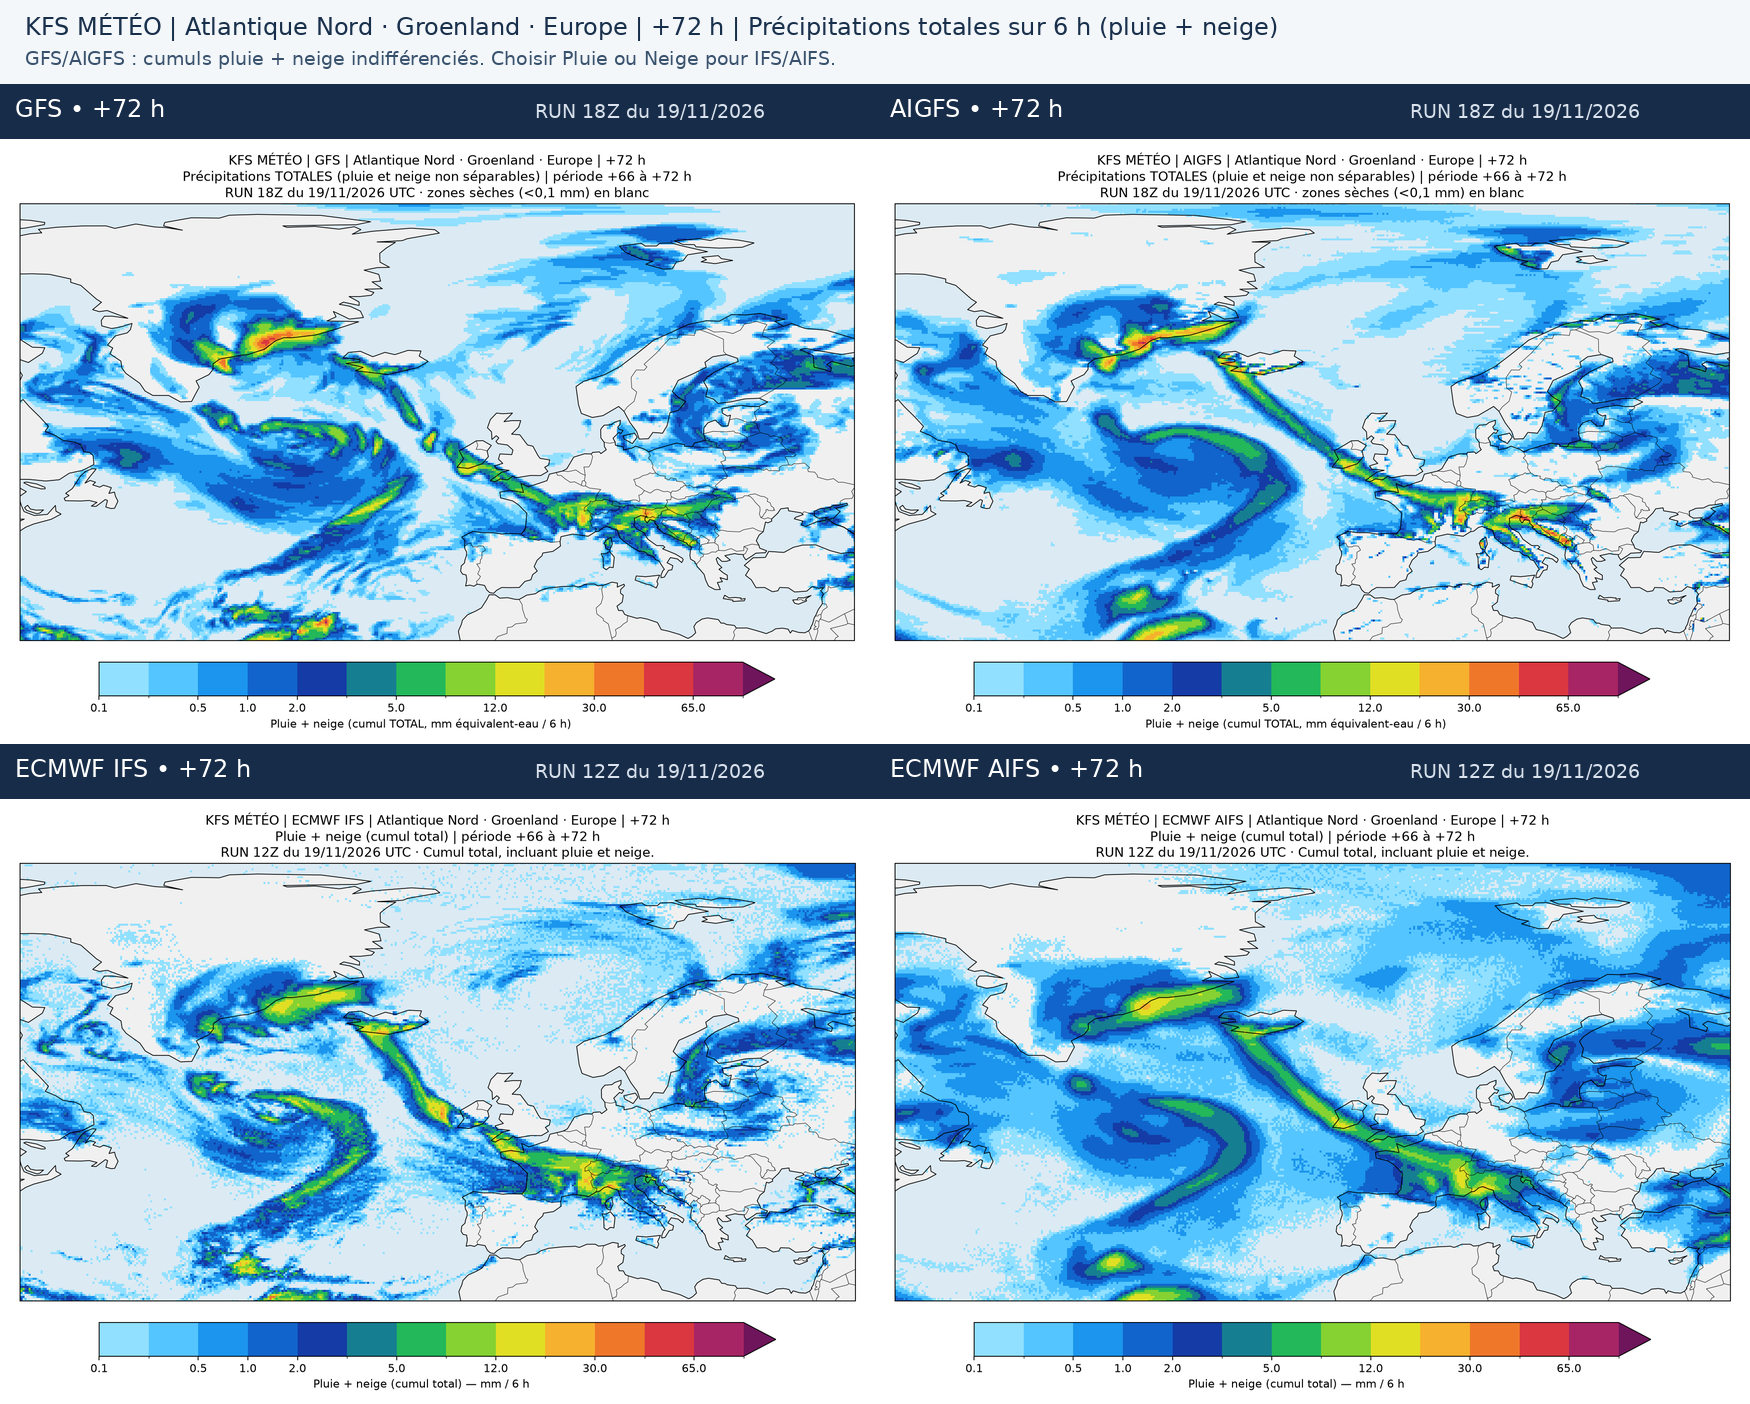 KFS MÉTÉO | Atlantique Nord · Groenland · Europe | +72 h | Précipitations totales sur 6 h (pluie + neige)
GFS/AIGFS : cumuls pluie + neige indifférenciés. Choisir Pluie ou Neige pour IFS/AIFS.
GFS • +72 h RUN 18Z du 19/11/2026
KFS MÉTÉO | GFS | Atlantique Nord · Groenland · Europe | +72 h
Précipitations TOTALES (pluie et neige non séparables) | période +66 à +72 h
RUN 18Z du 19/11/2026 UTC · zones sèches (<0,1 mm) en blanc
0.1 0.5 1.0 2.0 5.0 12.0 30.0 65.0
Pluie + neige (cumul TOTAL, mm équivalent-eau / 6 h)
AIGFS • +72 h RUN 18Z du 19/11/2026
KFS MÉTÉO | AIGFS | Atlantique Nord · Groenland · Europe | +72 h
Précipitations TOTALES (pluie et neige non séparables) | période +66 à +72 h
RUN 18Z du 19/11/2026 UTC · zones sèches (<0,1 mm) en blanc
0.1 0.5 1.0 2.0 5.0 12.0 30.0 65.0
Pluie + neige (cumul TOTAL, mm équivalent-eau / 6 h)
ECMWF IFS • +72 h RUN 12Z du 19/11/2026
KFS MÉTÉO | ECMWF IFS | Atlantique Nord · Groenland · Europe | +72 h
Pluie + neige (cumul total) | période +66 à +72 h
RUN 12Z du 19/11/2026 UTC · Cumul total, incluant pluie et neige.
0.1 0.5 1.0 2.0 5.0 12.0 30.0 65.0
Pluie + neige (cumul total) — mm / 6 h
ECMWF AIFS • +72 h RUN 12Z du 19/11/2026
KFS MÉTÉO | ECMWF AIFS | Atlantique Nord · Groenland · Europe | +72 h
Pluie + neige (cumul total) | période +66 à +72 h
RUN 12Z du 19/11/2026 UTC · Cumul total, incluant pluie et neige.
0.1 0.5 1.0 2.0 5.0 12.0 30.0 65.0
Pluie + neige (cumul total) — mm / 6 h